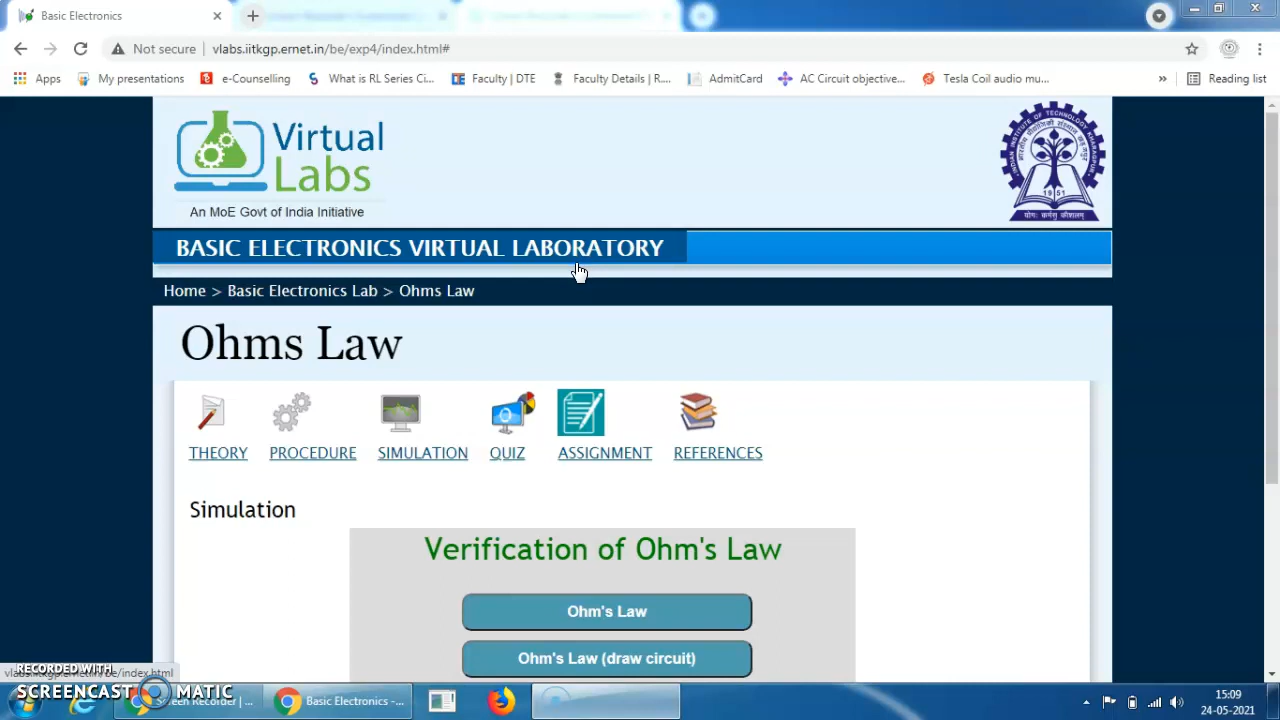 Basic Electronics
Not secure
vlabs.iitkgp.ernet.in/be/exp4/index.html#
Apps
My presentations
e-Counselling
What is RL Series Ci...
Faculty | DTE
Faculty Details | R....
AdmitCard
AC Circuit objective...
Tesla Coil audio mu...
»
Reading list
Virtual
Labs
An MoE Govt of India Initiative
1951
BASIC ELECTRONICS VIRTUAL LABORATORY
Home > Basic Electronics Lab > Ohms Law
Ohms Law
THEORY
PROCEDURE
SIMULATION
QUIZ
ASSIGNMENT
REFERENCES
Simulation
Verification of Ohm's Law
Ohm's Law
Ohm's Law (draw circuit)
RECORDED WITH
SCREENCAST MATIC
Screen Recorder | ...
Basic Electronics -...
15:09
24-05-2021